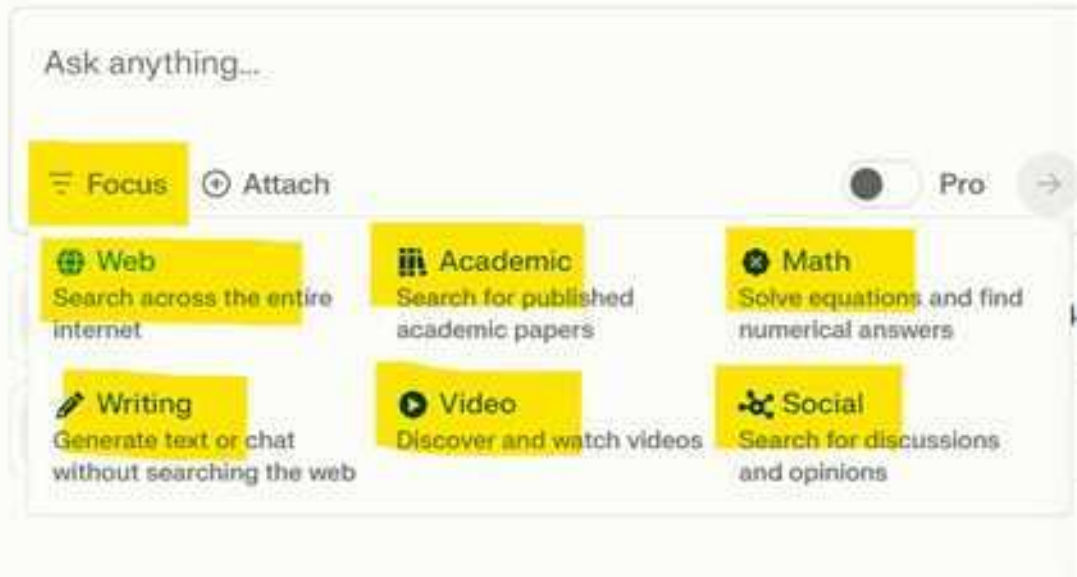 Ask anything...
Focus Attach Pro
Web Academic Math
Search across the entire Search for published Solve equations and find
internet academic papers numerical answers
Writing Video Social
Generate text or chat Discover and watch videos Search for discussions
without searching the web and opinions